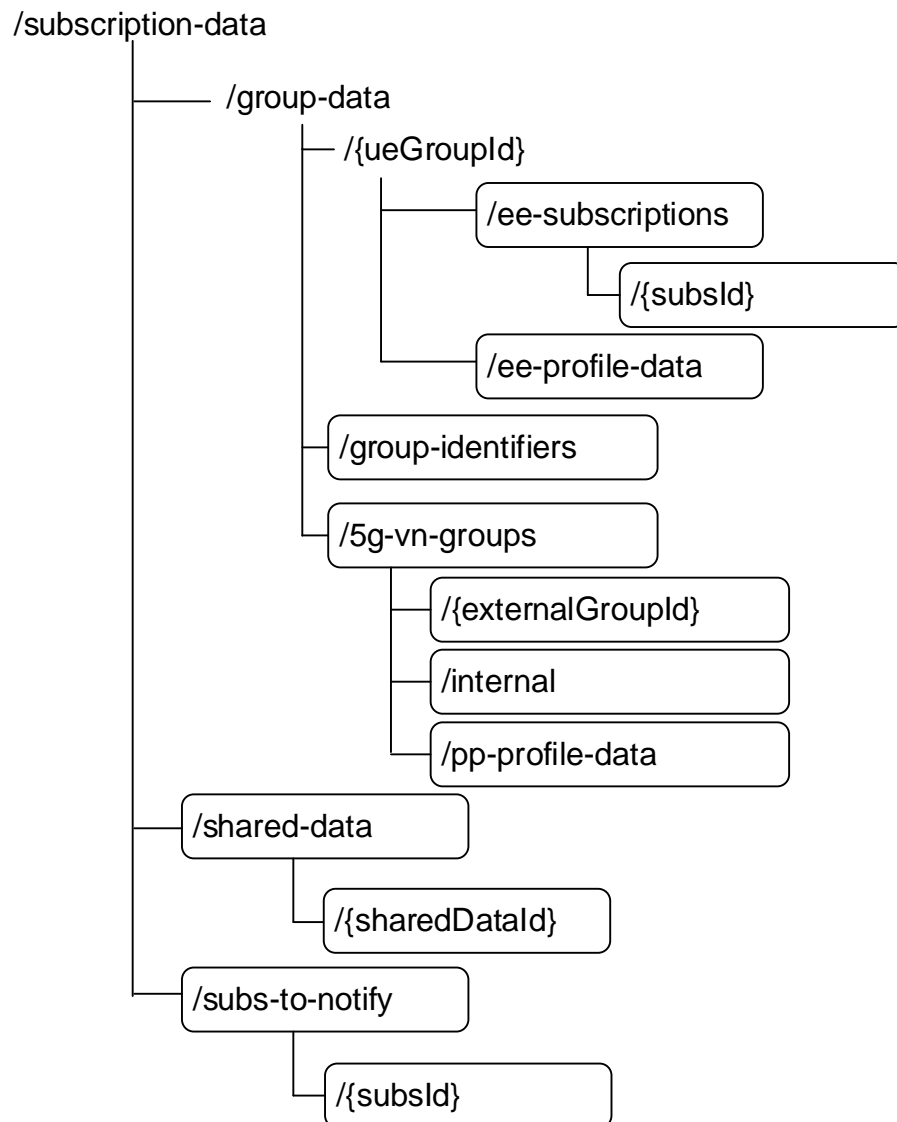 /subscription-data
/group-data
/{ueGroupId}
/ee-subscriptions
/{subsId}
/ee-profile-data
/group-identifiers
/5g-vn-groups
/{externalGroupId}
/internal
/pp-profile-data
/shared-data
/{sharedDataId}
/subs-to-notify
/{subsId}